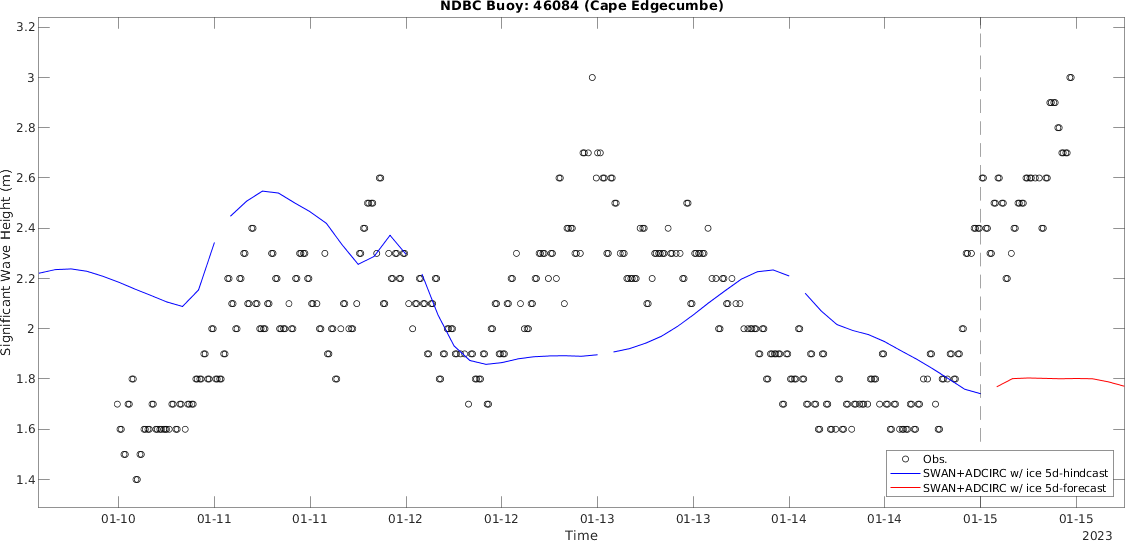 NDBC Buoy: 46084 (Cape Edgecumbe)
3.2
3
2.8
2.6
2.4
2.2
2
1.8
1.6
1.4
Significant Wave Height (m)
Obs.
SWAN+ADCIRC w/ ice 5d-hindcast
SWAN+ADCIRC w/ ice 5d-forecast
01-10 01-11 01-11 01-12 01-12 01-13 01-13 01-14 01-14 01-15 01-15
Time
2023